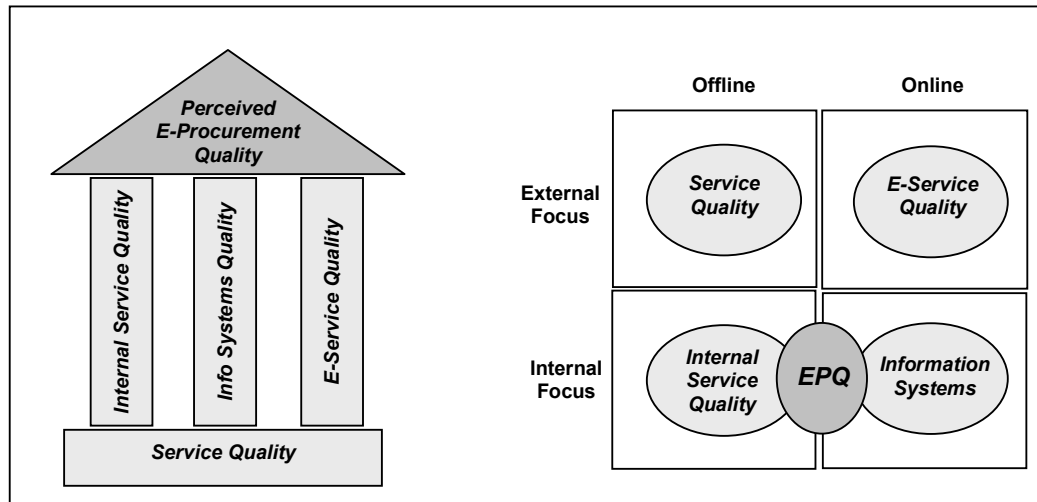 Perceived
E-Procurement
Quality
Internal Service Quality
Info Systems Quality
E-Service Quality
Service Quality
Offline
Online
External
Focus
Service
Quality
E-Service
Quality
Internal
Focus
Internal
Service
Quality
EPQ
Information
Systems